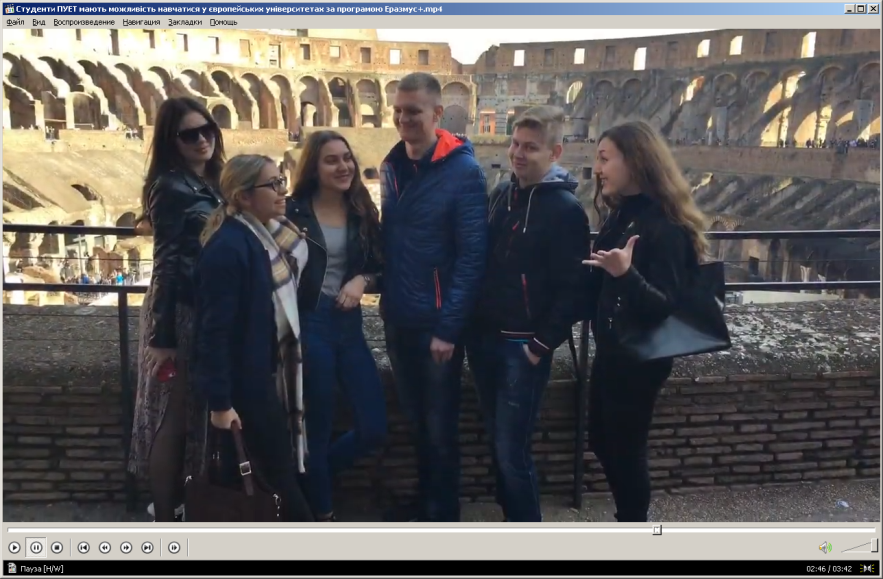 Студенти ПУЕТ мають можливість навчатися у європейських університетах за програмою Еразмус+.mp4
Файл Вид Воспроизведение Навигация Закладки Помощь
Пауза [H/W]
02:46 / 03:42